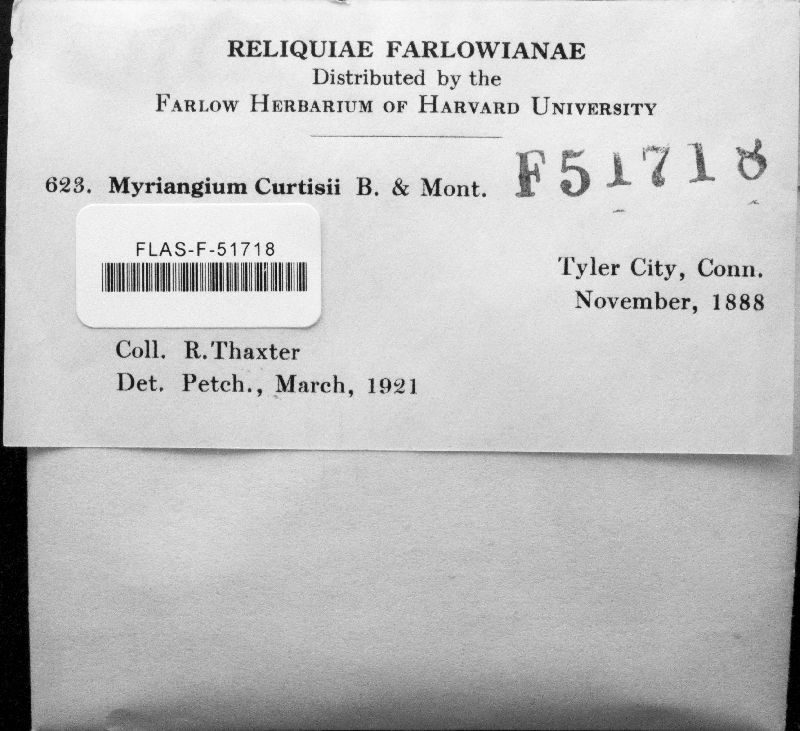 RELIQUIAE FARLOWIANAE
Distributed by the
FARLOW HERBARIUM OF HARVARD UNIVERSITY
623. Myriangium Curtisii B. & Mont. F51718
FLAS-F-51718
Tyler City, Conn.
November, 1888
Coll. R.Thaxter
Det. Petch., March, 1921